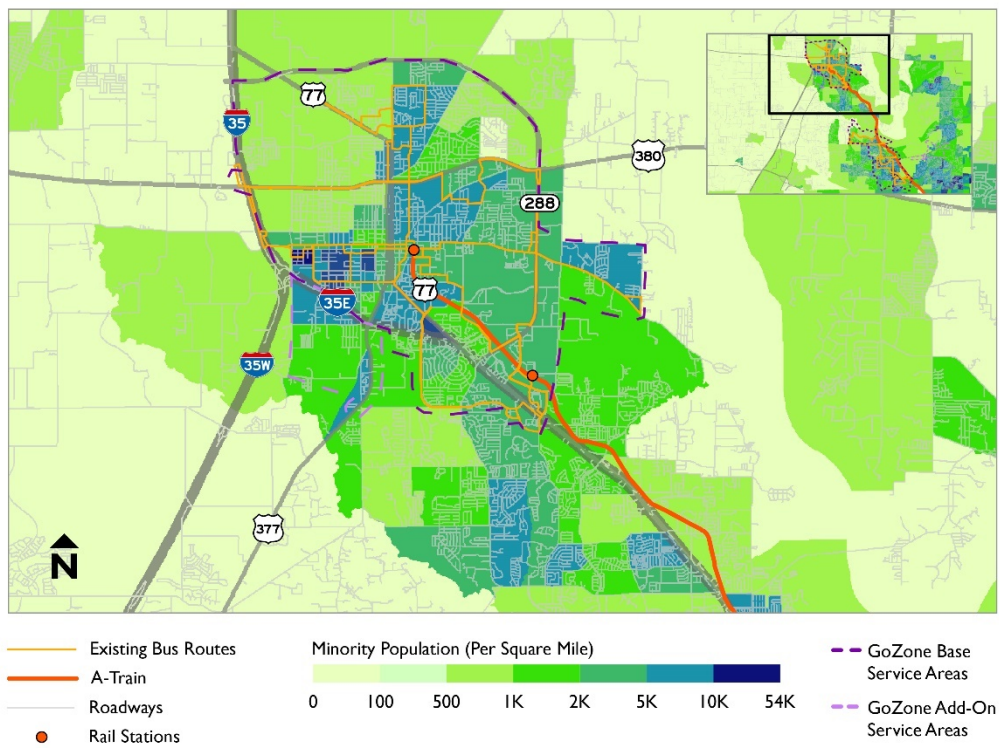 77
35
380
288
77
35E
35W
377
N
Existing Bus Routes
A-Train
Roadways
Rail Stations
Minority Population (Per Square Mile)
0 100 500 1K 2K 5K 10K 54K
GoZone Base
Service Areas
GoZone Add-On
Service Areas